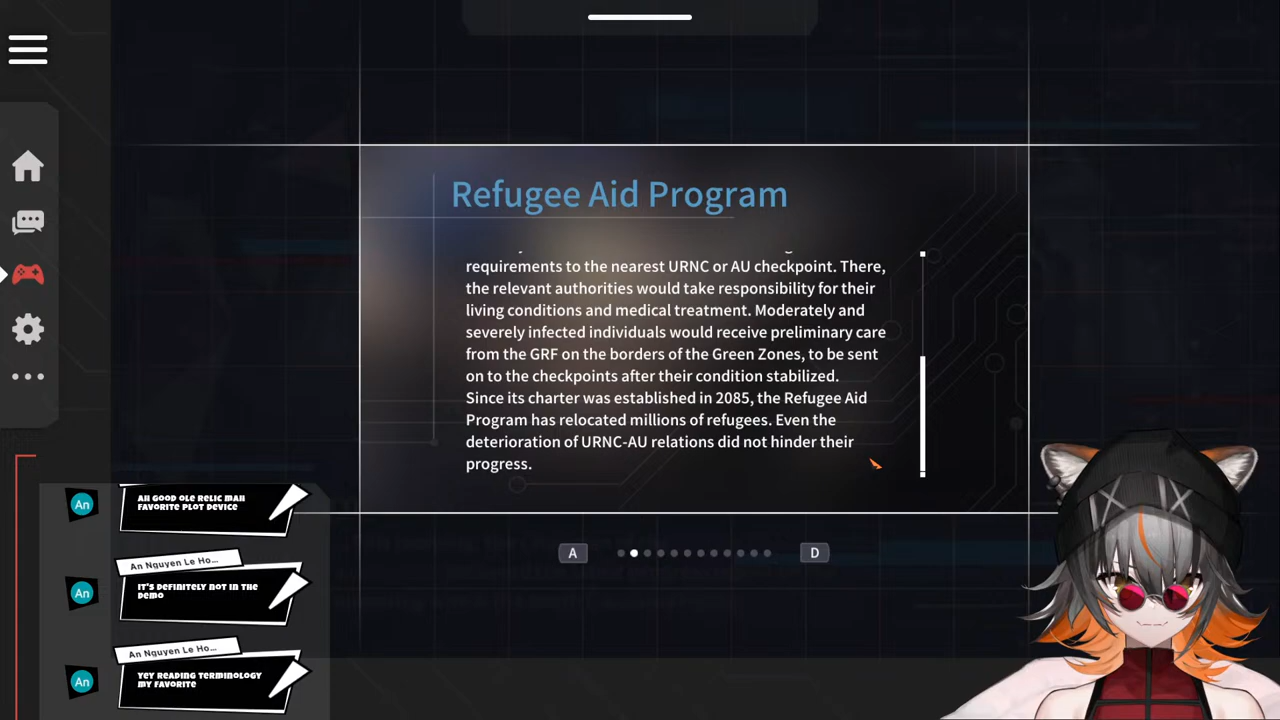 Refugee Aid Program
requirements to the nearest URNC or AU checkpoint. There,
the relevant authorities would take responsibility for their
living conditions and medical treatment. Moderately and
severely infected individuals would receive preliminary care
from the GRF on the borders of the Green Zones, to be sent
on to the checkpoints after their condition stabilized.
Since its charter was established in 2085, the Refugee Aid
Program has relocated millions of refugees. Even the
deterioration of URNC-AU relations did not hinder their
progress.
A
D
An
AH GOOD OLE RELIC MAH
FAVORITE PLOT DEVICE
An Nguyen Le Ho...
An
IT'S DEFINITELY NOT IN THE
DEMO
An Nguyen Le Ho...
An
YEY READING TERMINOLOGY
MY FAVORITE